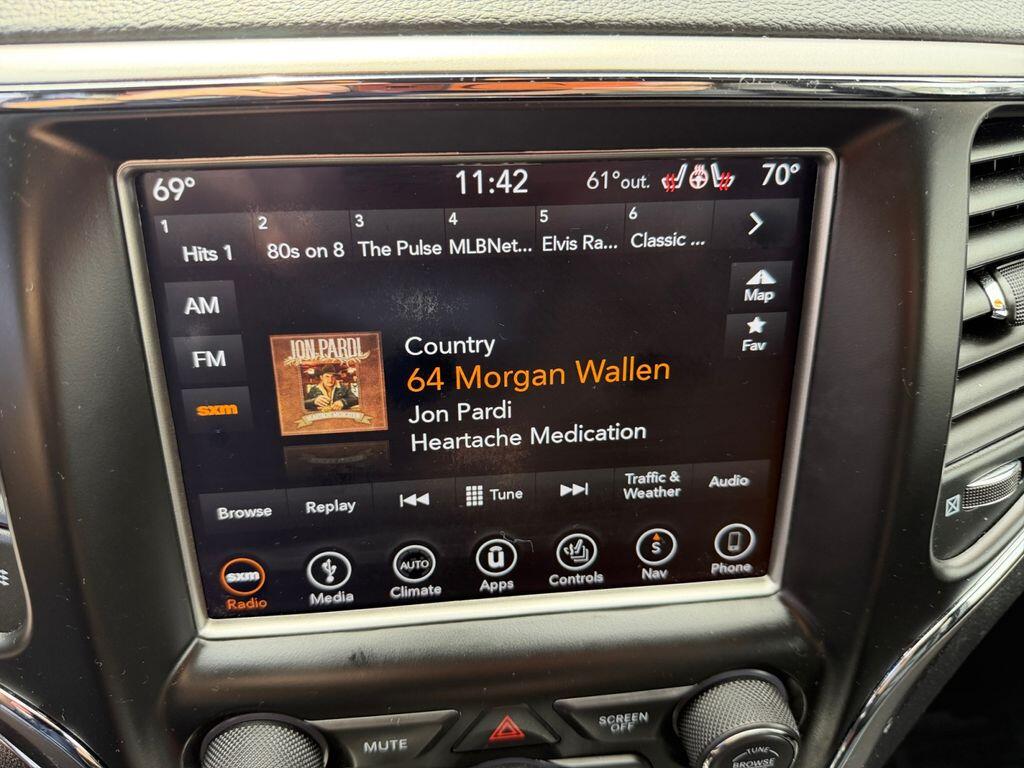 69° 11:42 61°out. 70°
1 2 3 4 5 6
Hits 1 80s on 8 The Pulse MLBNet... Elvis Ra... Classic ...
AM
Map
FM
Fav
sxm
JON PARDI
Country
64 Morgan Wallen
Jon Pardi
Heartache Medication
HEARTACHE MEDICATION
Browse Replay Tune Traffic & Weather Audio
sxm AUTO U S
Radio Media Climate Apps Controls Nav Phone
MUTE
SCREEN
OFF
TUNE
BROWSE